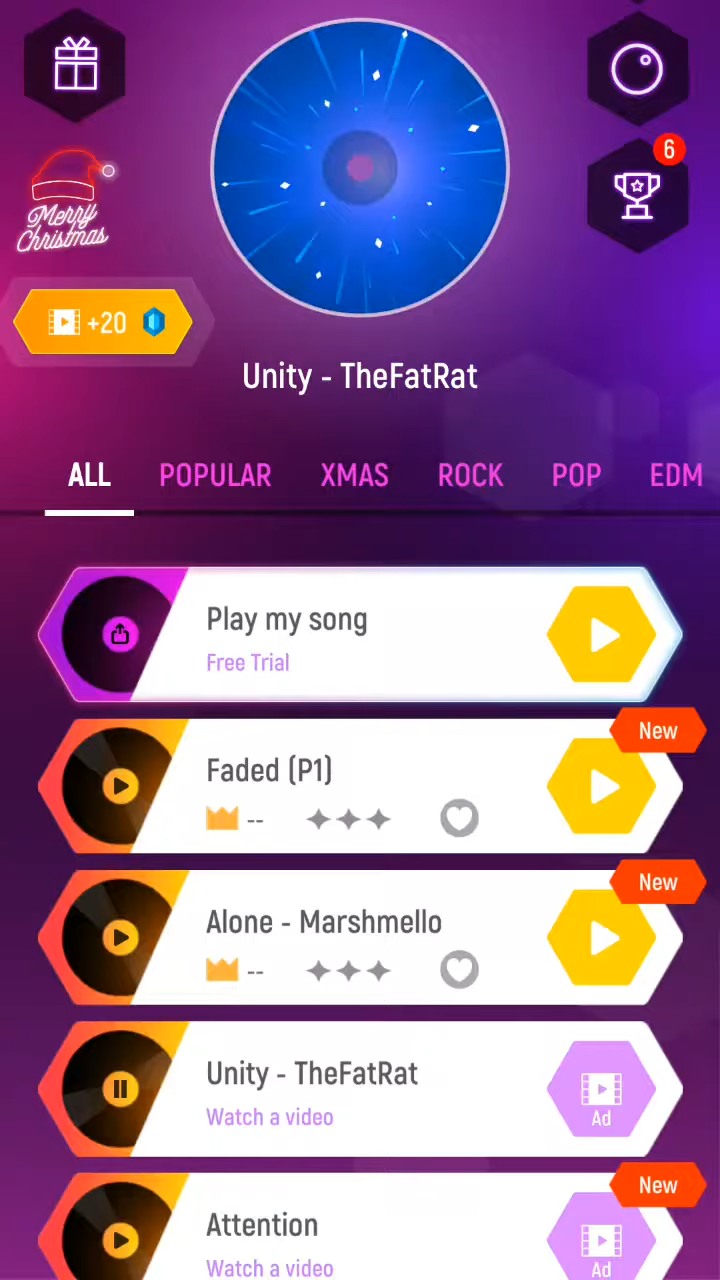 6
Merry
Christmas
+20
Unity - TheFatRat
ALL POPULAR XMAS ROCK POP EDM
Play my song
Free Trial
New
Faded (P1)
--
New
Alone - Marshmello
--
Unity - TheFatRat
Watch a video
Ad
New
Attention
Watch a video
Ad